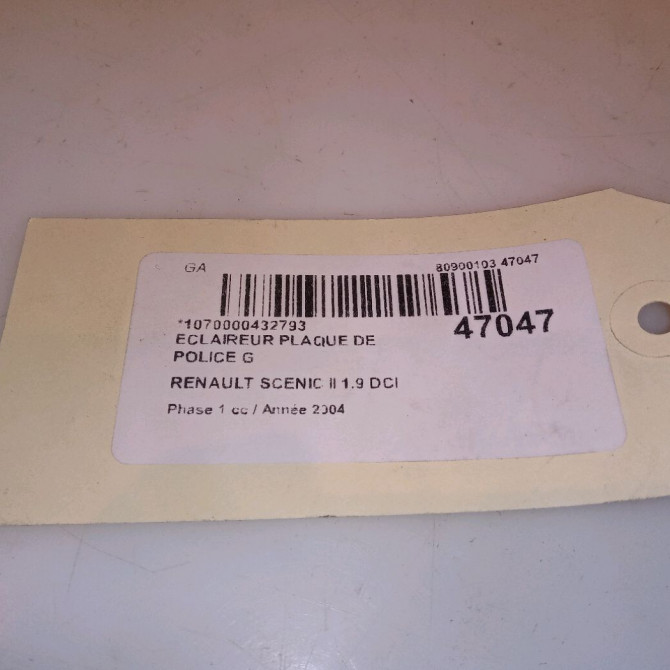 GA 80900103 47047
*1070000432793 47047
ECLAIREUR PLAQUE DE
POLICE G
RENAULT SCENIC II 1.9 DCI
Phase 1 cc / Année 2004